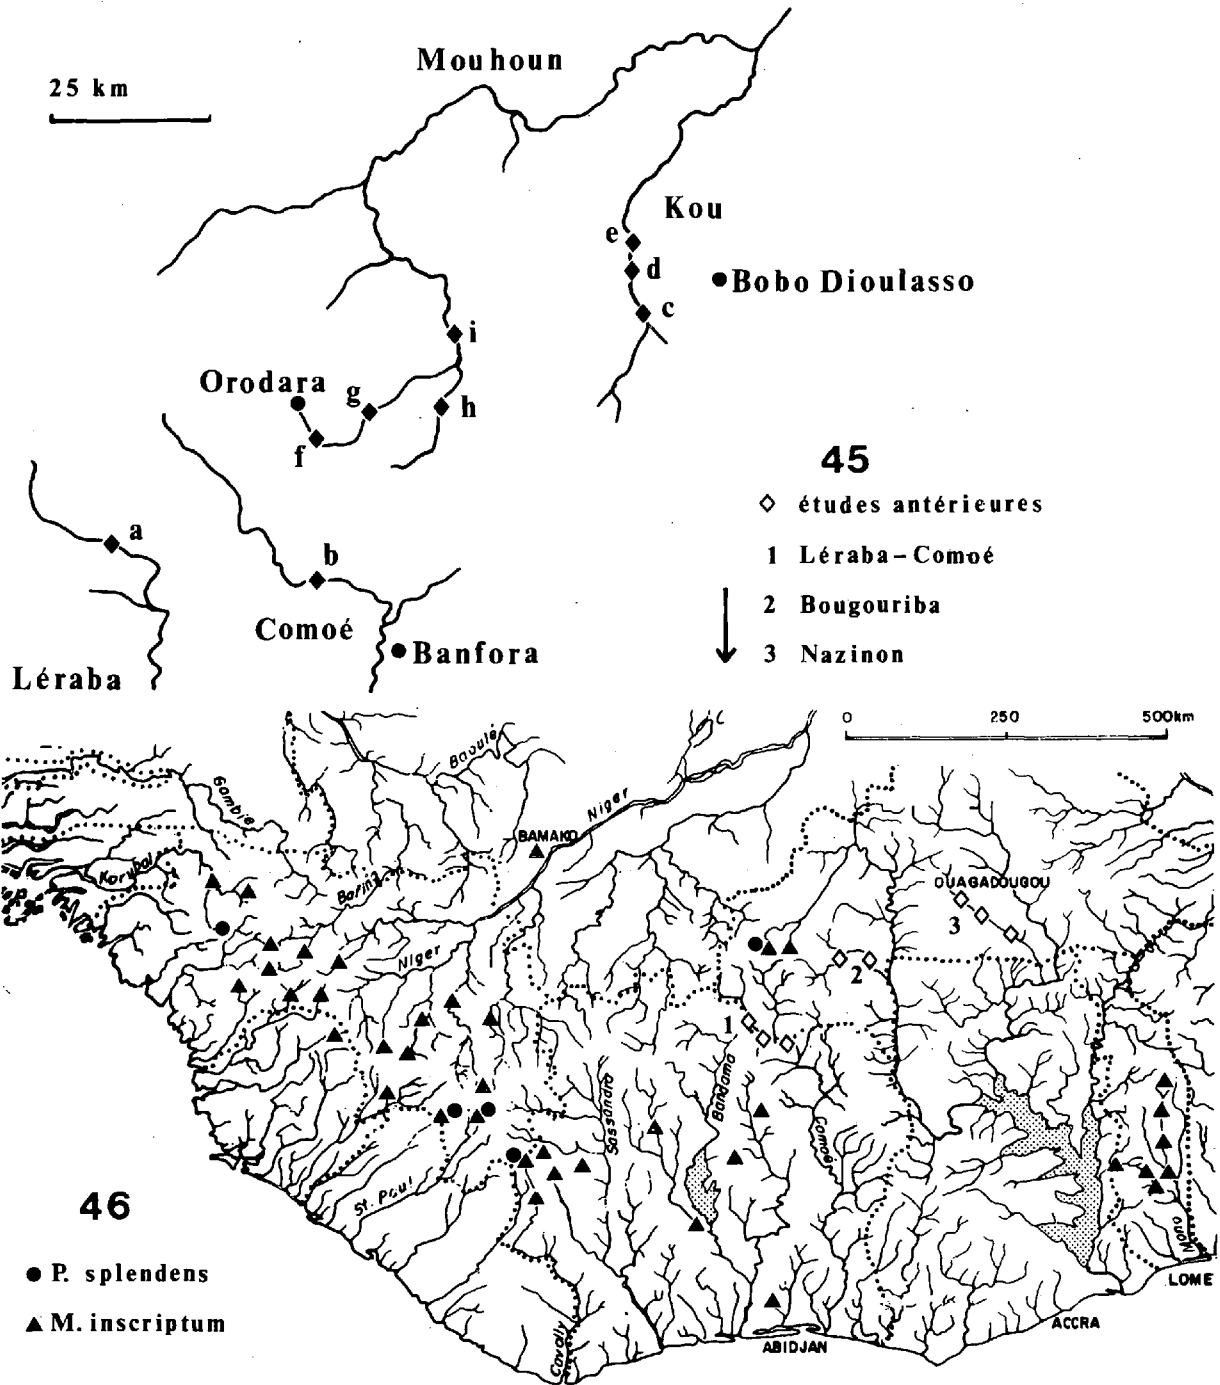 Mouhoun
25 km
Kou
e
d
Bobo Dioulasso
c
i
Orodara
g
h
f
45
études antérieures
a
1 Léraba-Comoé
b
2 Bougouriba
Comoé
Banfora
3 Nazinon
Léraba
0 250 500km
Baoulé
Gambie
Niger
BAMAKO
Korubal
Bafing
OUAGADOUGOU
3
Niger
2
1
Bandama
Sassandra
Comoé
St. Paul
46
Mono
P. splendens
LOME
M. inscriptum
ACCRA
Cavally
ABIDJAN